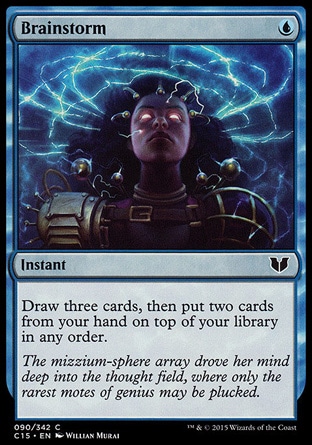 Brainstorm
Instant
Draw three cards, then put two cards
from your hand on top of your library
in any order.
The mizzium-sphere array drove her mind
deep into the thought field, where only the
rarest motes of genius may be plucked.
090/342 C
C15 • EN Willian Murai
™ & © 2015 Wizards of the Coast